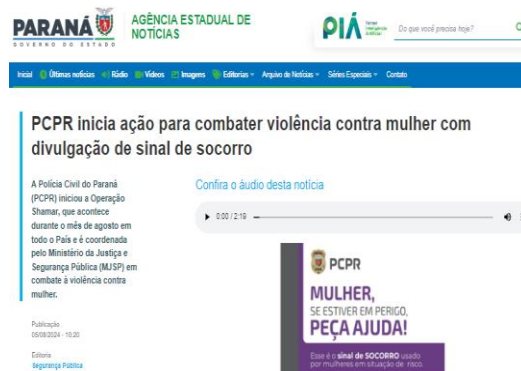 PARANÁ
GOVERNO DO ESTADO
AGÊNCIA ESTADUAL DE
NOTÍCIAS
PIÁ
Do que você precisa hoje?
Inicial Últimas notícias Rádio Vídeos Imagens Editorias Arquivo de Notícias Séries Especiais Contato
PCPR inicia ação para combater violência contra mulher com
divulgação de sinal de socorro
A Polícia Civil do Paraná
(PCPR) iniciou a Operação
Shamar, que acontece
durante o mês de agosto em
todo o País e é coordenada
pelo Ministério da Justiça e
Segurança Pública (MJSP) em
combate à violência contra
mulher.
Publicação
05/08/2024 - 10:20
Editoria
Segurança Pública
Confira o áudio desta notícia
0:00 / 2:19
PCPR
MULHER,
SE ESTIVER EM PERIGO,
PEÇA AJUDA!
Esse é o sinal de SOCORRO usado
por mulheres em situação de risco.